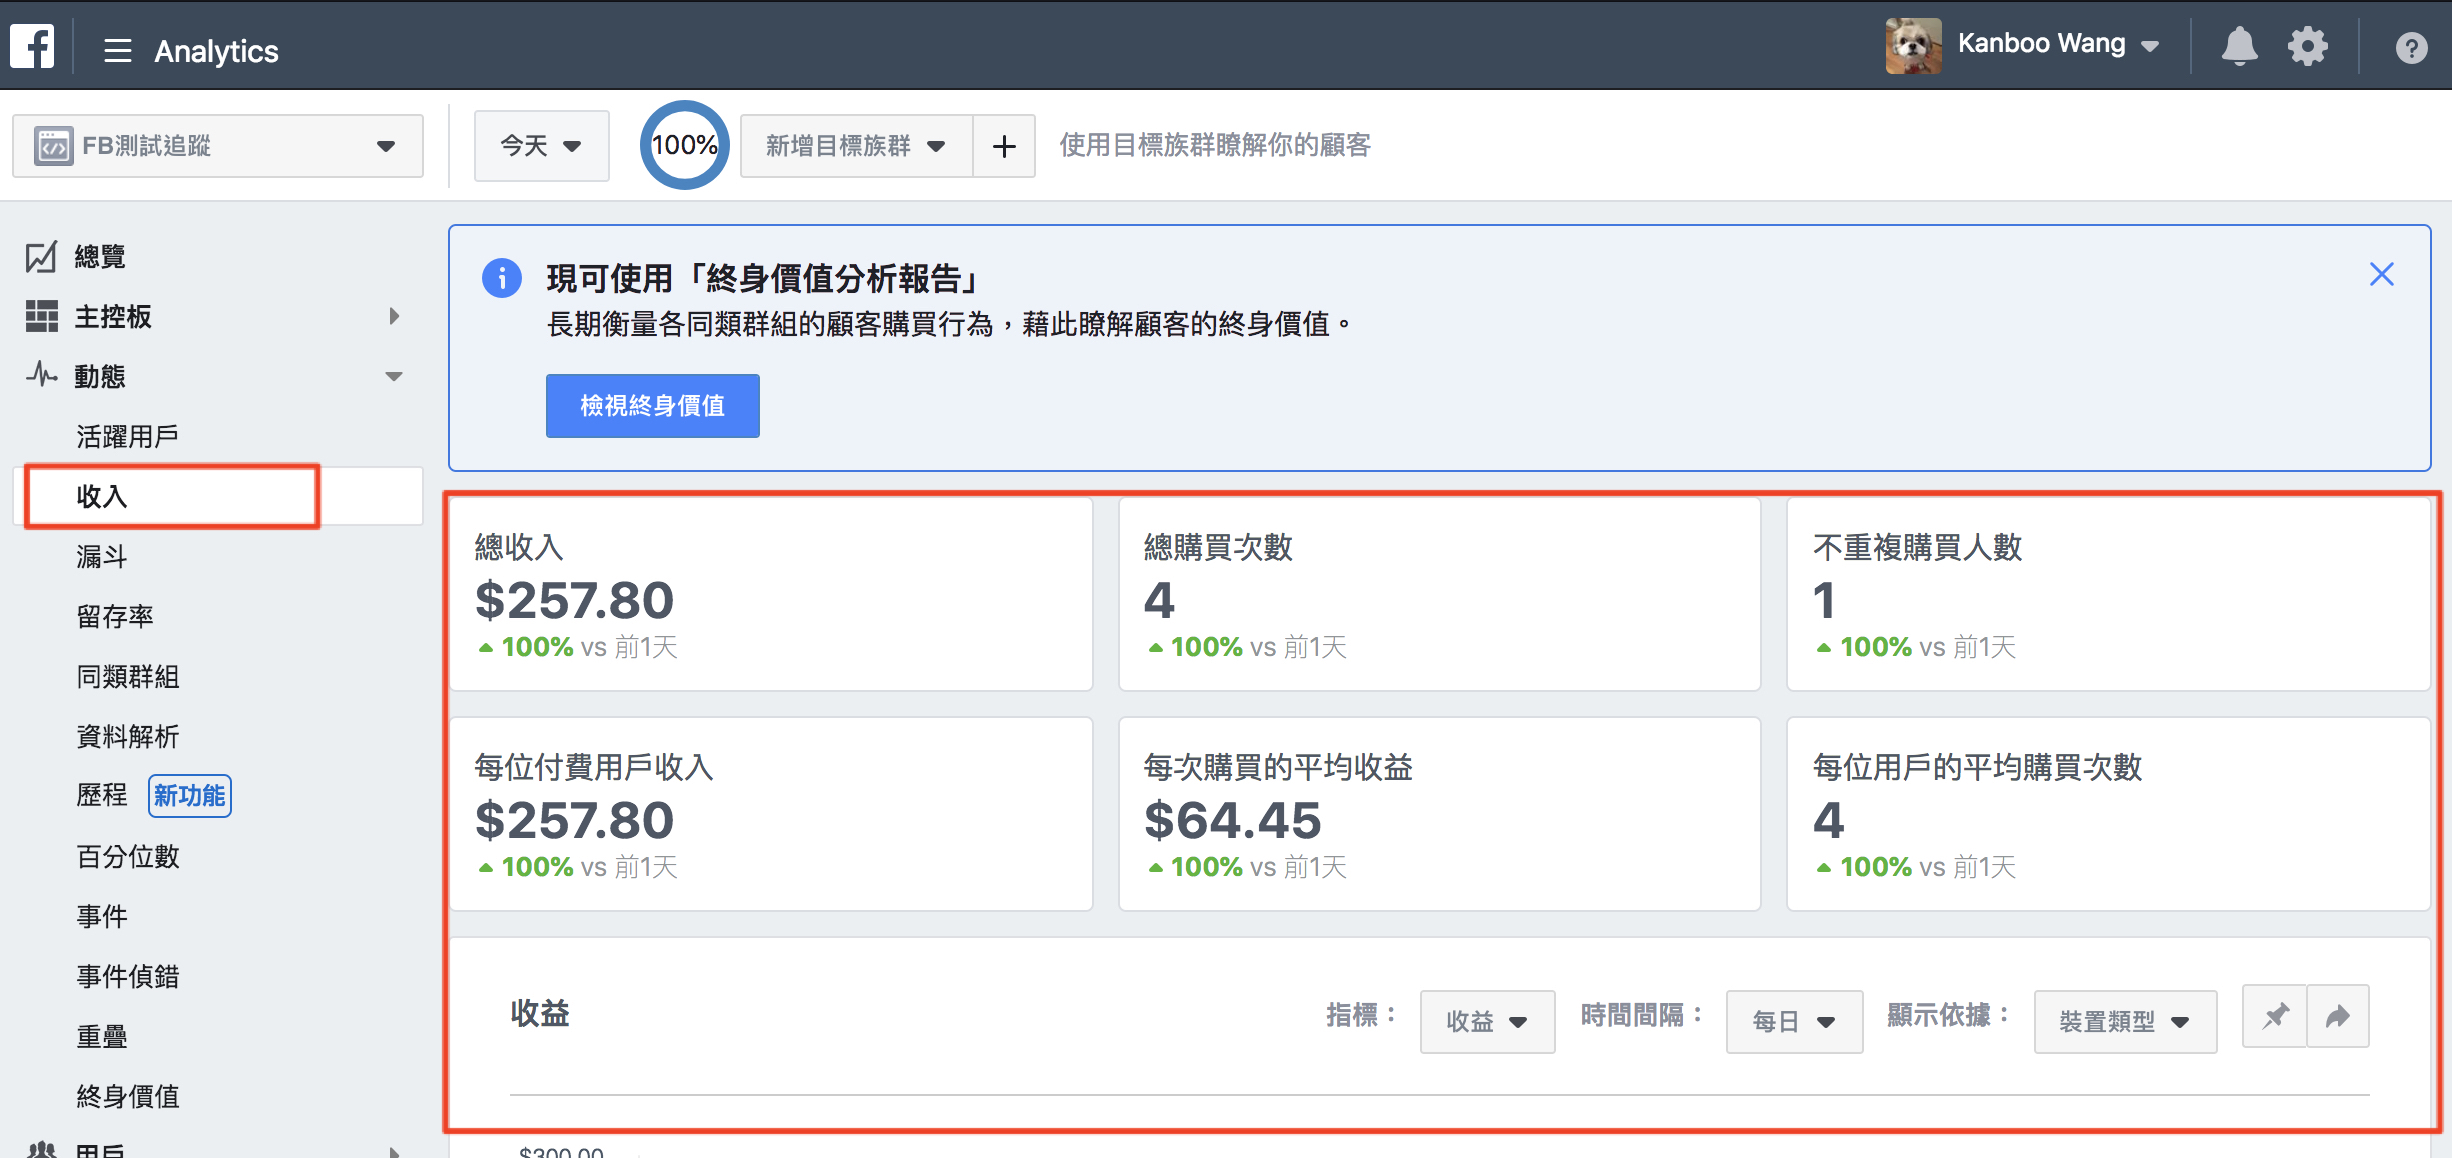 Analytics
Kanboo Wang
FB測試追蹤
今天
100%
新增目標族群
使用目標族群瞭解你的顧客
總覽
主控板
動態
活躍用戶
收入
漏斗
留存率
同類群組
資料解析
歷程 新功能
百分位數
事件
事件偵錯
重疊
終身價值
用戶
現可使用「終身價值分析報告」
長期衡量各同類群組的顧客購買行為，藉此瞭解顧客的終身價值。
檢視終身價值
總收入
$257.80
100% vs 前1天
總購買次數
4
100% vs 前1天
不重複購買人數
1
100% vs 前1天
每位付費用戶收入
$257.80
100% vs 前1天
每次購買的平均收益
$64.45
100% vs 前1天
每位用戶的平均購買次數
4
100% vs 前1天
收益
指標： 收益 時間間隔： 每日 顯示依據： 裝置類型
$300.00